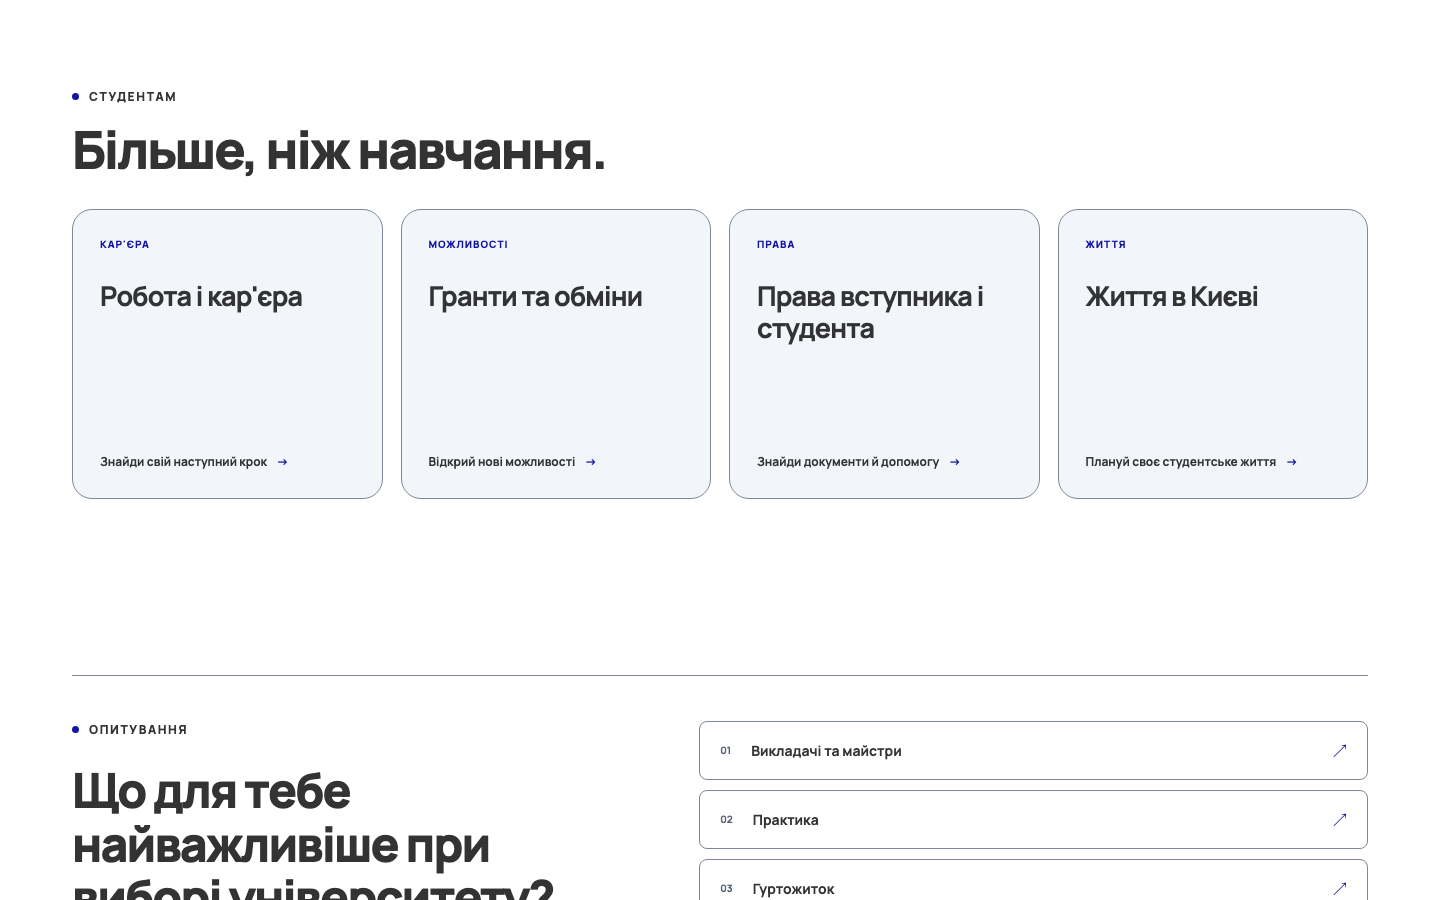 СТУДЕНТАМ
Більше, ніж навчання.
КАР'ЄРА
Робота і кар'єра
Знайди свій наступний крок →
МОЖЛИВОСТІ
Гранти та обміни
Відкрий нові можливості →
ПРАВА
Права вступника і
студента
Знайди документи й допомогу →
ЖИТТЯ
Життя в Києві
Плануй своє студентське життя →
ОПИТУВАННЯ
Що для тебе
найважливіше при
виборі університету?
01 Викладачі та майстри ↗
02 Практика ↗
03 Гуртожиток ↗